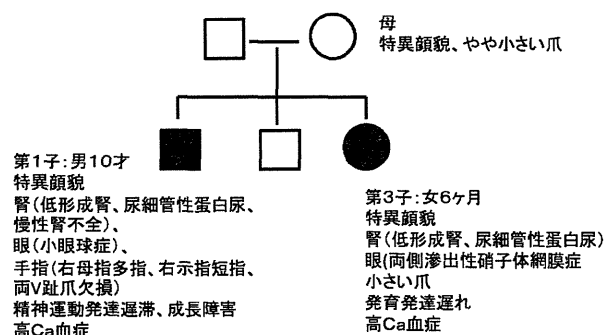 母
特異顔貌、やや小さい爪
第1子:男10才
特異顔貌
腎(低形成腎、尿細管性蛋白尿、
慢性腎不全)、
眼(小眼球症)、
手指(右母指多指、右示指短指、
両V趾爪欠損)
精神運動発達遅滞、成長障害
高Ca血症
第3子:女6ヶ月
特異顔貌
腎(低形成腎、尿細管性蛋白尿)
眼(両側滲出性硝子体網膜症
小さい爪
発育発達遅れ
高Ca血症